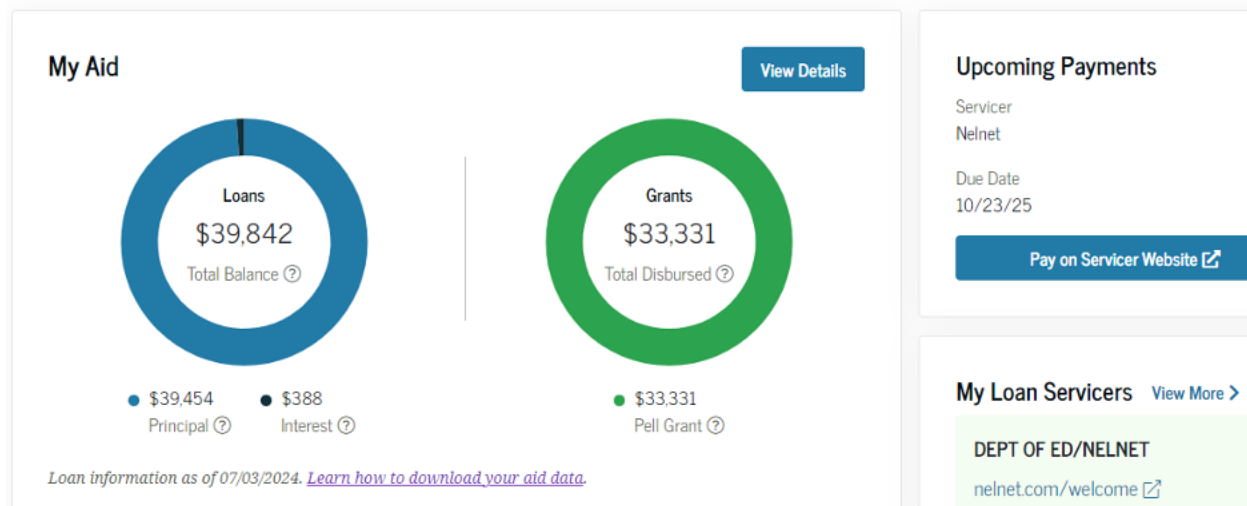 My Aid
View Details
Loans
$39,842
Total Balance
Grants
$33,331
Total Disbursed
$39,454
Principal
$388
Interest
$33,331
Pell Grant
Loan information as of 07/03/2024. Learn how to download your aid data.
Upcoming Payments
Servicer
Nelnet
Due Date
10/23/25
Pay on Servicer Website
My Loan Servicers View More
DEPT OF ED/NELNET
nelnet.com/welcome